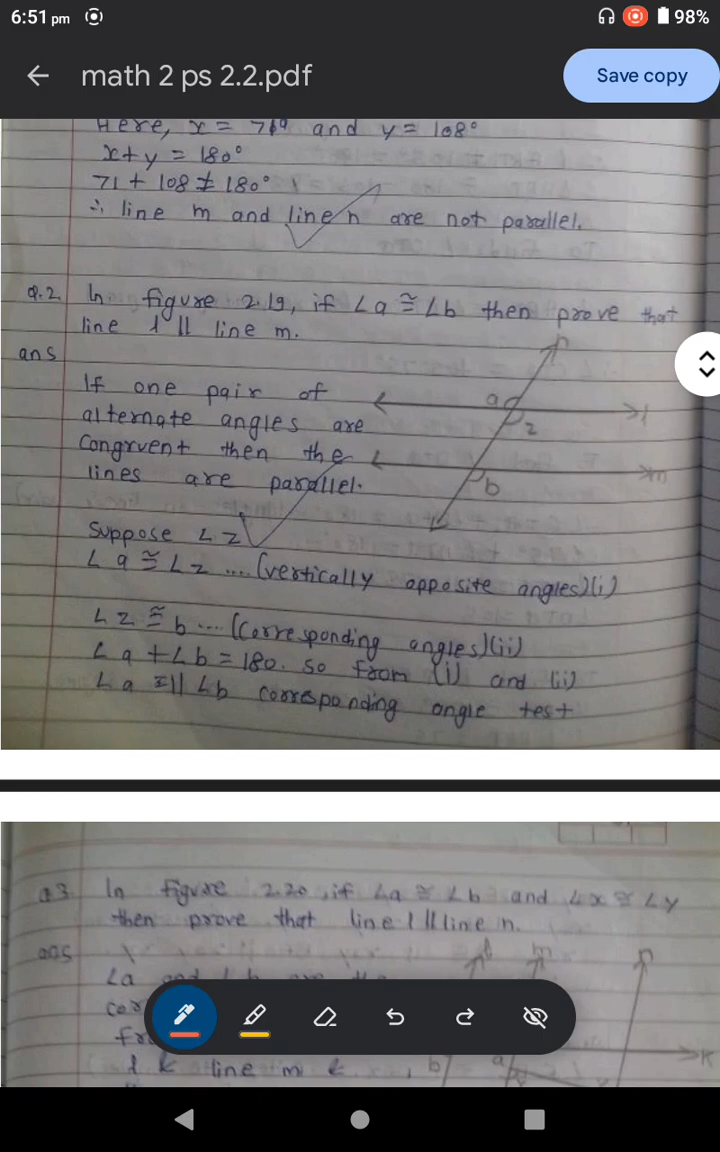 6:51 pm
98%
math 2 ps 2.2.pdf
Save copy
Here, x = 71° and y = 108°
x+y = 180°
71 + 108 ≠ 180°
∴ line m and line n are not parallel.
Q.2. In figure 2.19, if ∠a ≅ ∠b then prove that
line l || line m.
ans
If one pair of
alternate angles are
Congruent then the
lines are parallel.
n
a
l
z
m
b
Suppose ∠z
∠a ≅ ∠z .... (vertically opposite angles)(i)
∠z ≅ b .... (corresponding angles)(ii)
∠a + ∠b = 180. so from (i) and (ii)
∠a || ∠b corresponding angle test
Q3. In figure 2.20, if ∠a ≅ ∠b and ∠x ≅ ∠y
then prove that line l || line n.
ans
l
m
n
∠a and
cor
fro
l k line m k
b
a
y
K